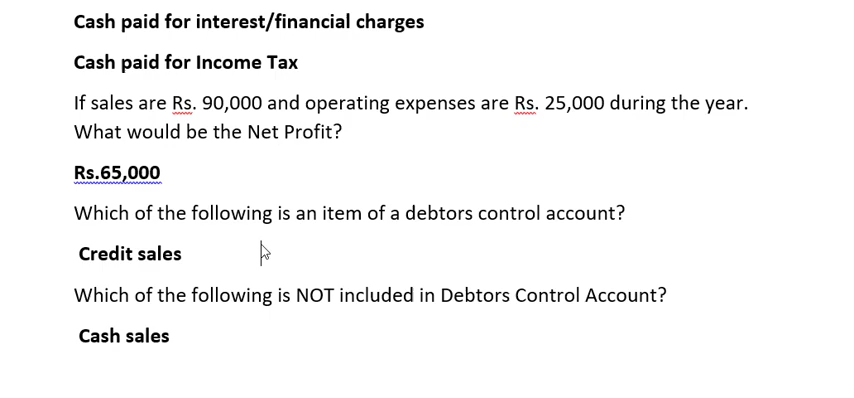 Cash paid for interest/financial charges
Cash paid for Income Tax
If sales are Rs. 90,000 and operating expenses are Rs. 25,000 during the year.
What would be the Net Profit?
Rs.65,000
Which of the following is an item of a debtors control account?
Credit sales
Which of the following is NOT included in Debtors Control Account?
Cash sales